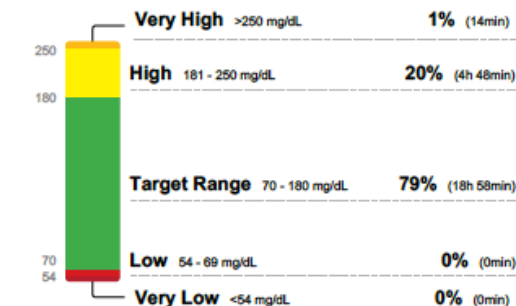 Very High >250 mg/dL 1% (14min)
250
High 181 - 250 mg/dL 20% (4h 48min)
180
Target Range 70 - 180 mg/dL 79% (18h 58min)
70
Low 54 - 69 mg/dL 0% (0min)
54
Very Low <54 mg/dL 0% (0min)